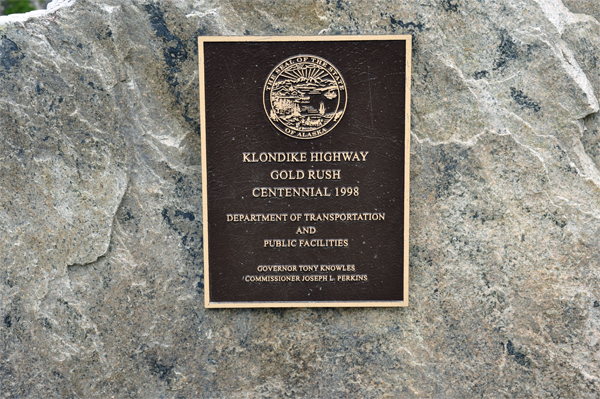 THE SEAL OF THE STATE
OF ALASKA
KLONDIKE HIGHWAY
GOLD RUSH
CENTENNIAL 1998
DEPARTMENT OF TRANSPORTATION
AND
PUBLIC FACILITIES
GOVERNOR TONY KNOWLES
COMMISSIONER JOSEPH L. PERKINS